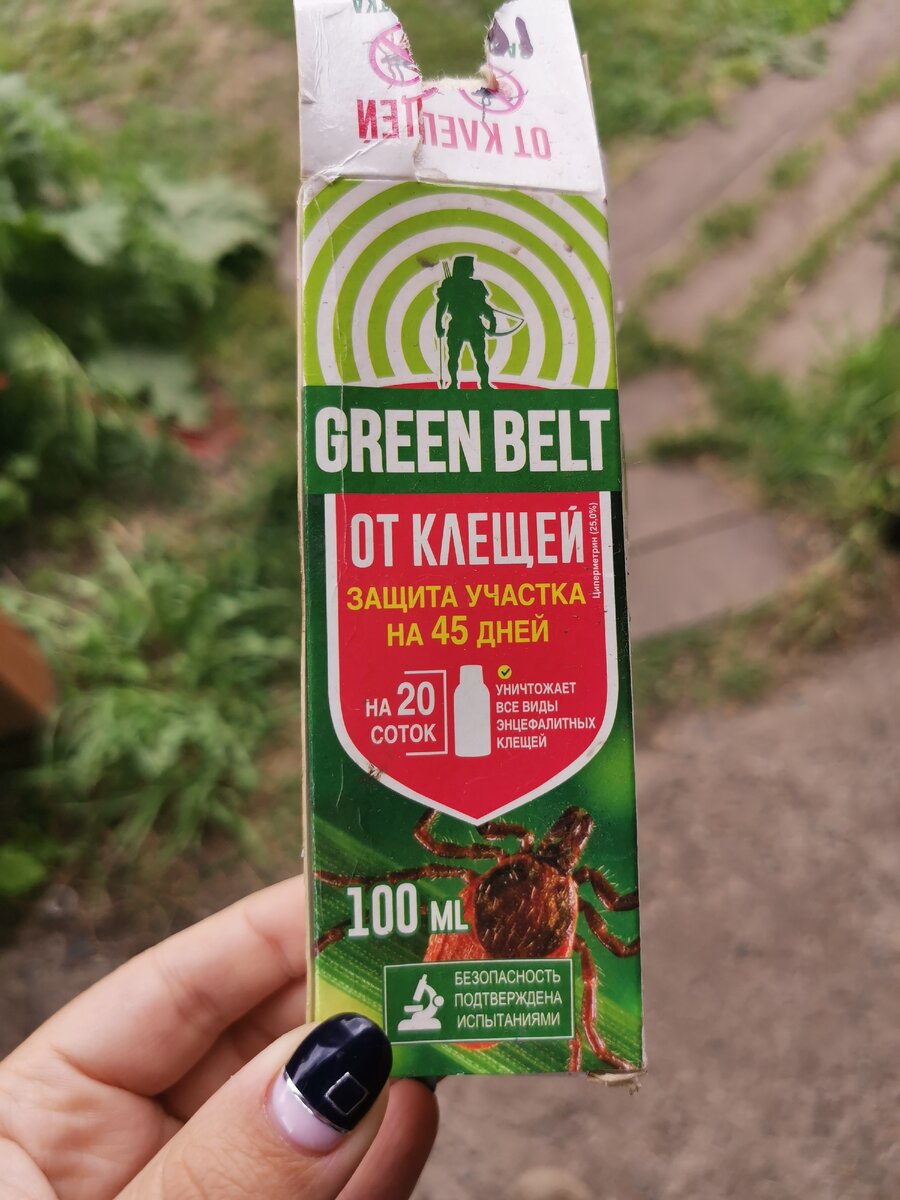 ОТ КЛЕЩЕЙ
GREEN BELT
ОТ КЛЕЩЕЙ
Циперметрин (25,0%)
ЗАЩИТА УЧАСТКА
НА 45 ДНЕЙ
НА 20
СОТОК
УНИЧТОЖАЕТ
ВСЕ ВИДЫ
ЭНЦЕФАЛИТНЫХ
КЛЕЩЕЙ
100 ML
БЕЗОПАСНОСТЬ
ПОДТВЕРЖДЕНА
ИСПЫТАНИЯМИ